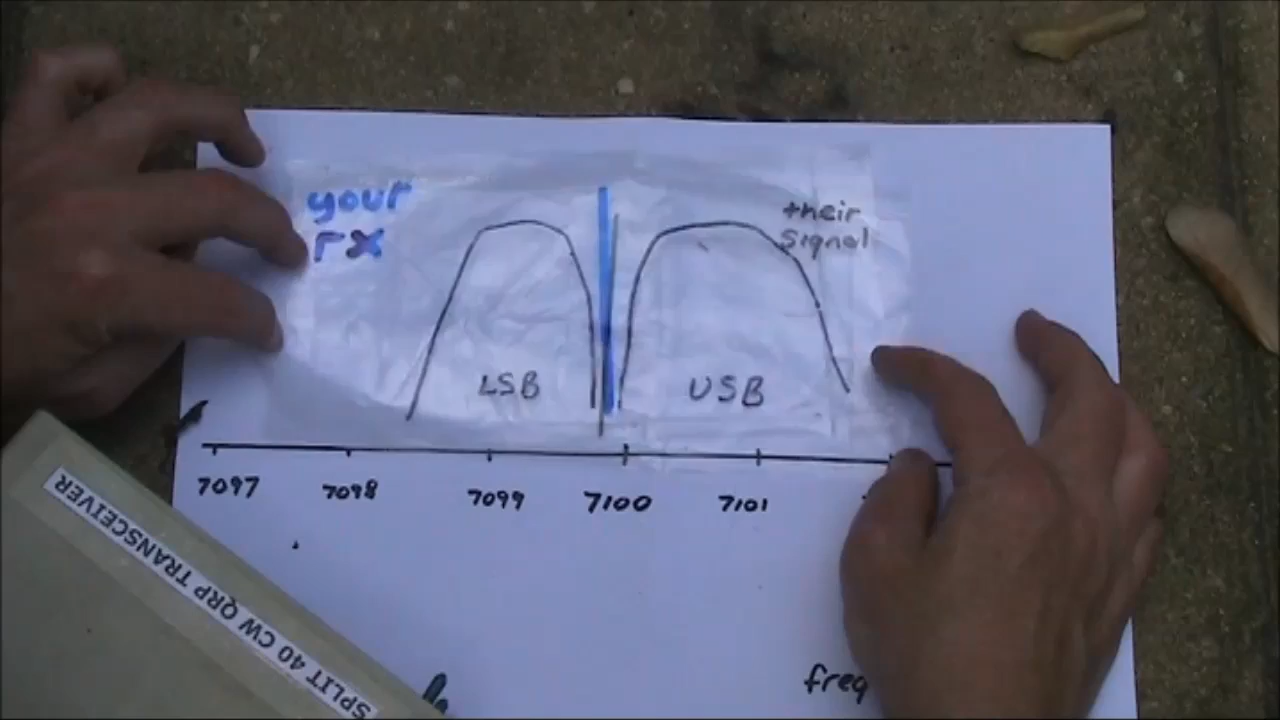 your
rx
their
signal
LSB
USB
7097 7098 7099 7100 7101
freq
SPLIT 40 CW QRP TRANSCEIVER